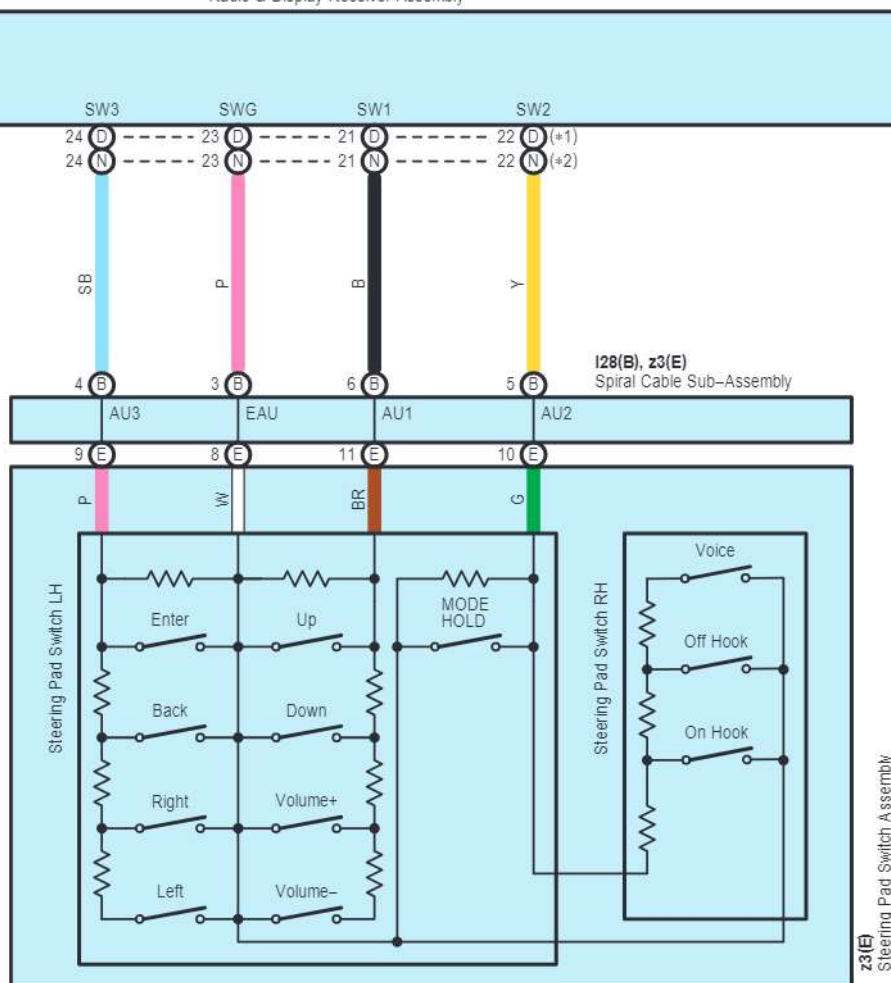 Radio & Display Receiver Assembly
SW3 SWG SW1 SW2
24 D 23 D 21 D 22 D (*1)
24 N 23 N 21 N 22 N (*2)
SB P B Y
I28(B), z3(E)
Spiral Cable Sub–Assembly
4 B 3 B 6 B 5 B
AU3 EAU AU1 AU2
9 E 8 E 11 E 10 E
P W BR G
Steering Pad Switch LH
Enter Up MODE
HOLD
Back Down
Right Volume+
Left Volume–
Steering Pad Switch RH
Voice
Off Hook
On Hook
z3(E)
Steering Pad Switch Assembly